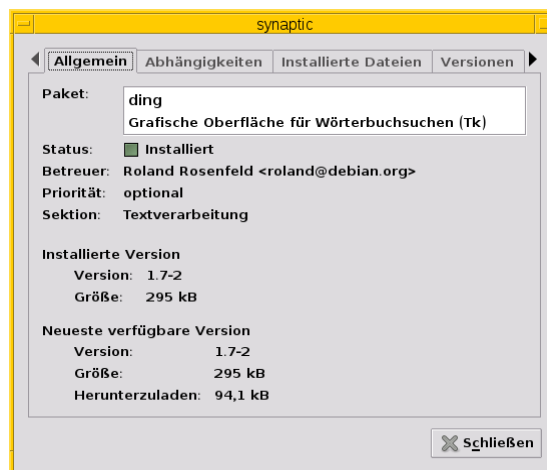 synaptic
Allgemein Abhängigkeiten Installierte Dateien Versionen
Paket: ding
Grafische Oberfläche für Wörterbuchsuchen (Tk)
Status: Installiert
Betreuer: Roland Rosenfeld <roland@debian.org>
Priorität: optional
Sektion: Textverarbeitung
Installierte Version
Version: 1.7-2
Größe: 295 kB
Neueste verfügbare Version
Version: 1.7-2
Größe: 295 kB
Herunterzuladen: 94,1 kB
Schließen